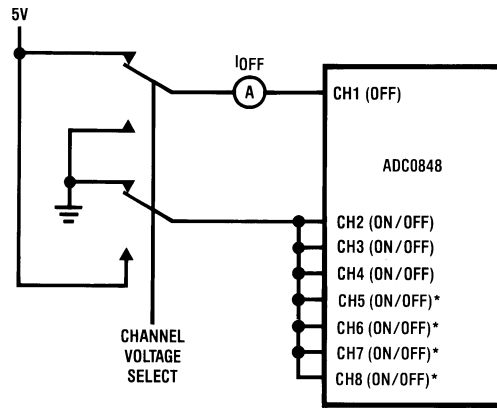 5V
IOFF
A
CH1 (OFF)
ADC0848
CH2 (ON/OFF)
CH3 (ON/OFF)
CH4 (ON/OFF)
CH5 (ON/OFF)*
CH6 (ON/OFF)*
CH7 (ON/OFF)*
CH8 (ON/OFF)*
CHANNEL
VOLTAGE
SELECT